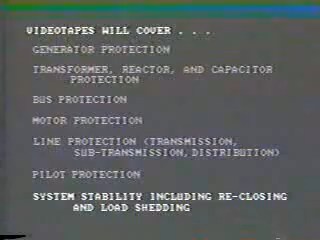 VIDEOTAPES WILL COVER . . .
GENERATOR PROTECTION
TRANSFORMER, REACTOR, AND CAPACITOR
PROTECTION
BUS PROTECTION
MOTOR PROTECTION
LINE PROTECTION (TRANSMISSION,
SUB-TRANSMISSION, DISTRIBUTION)
PILOT PROTECTION
SYSTEM STABILITY INCLUDING RE-CLOSING
AND LOAD SHEDDING